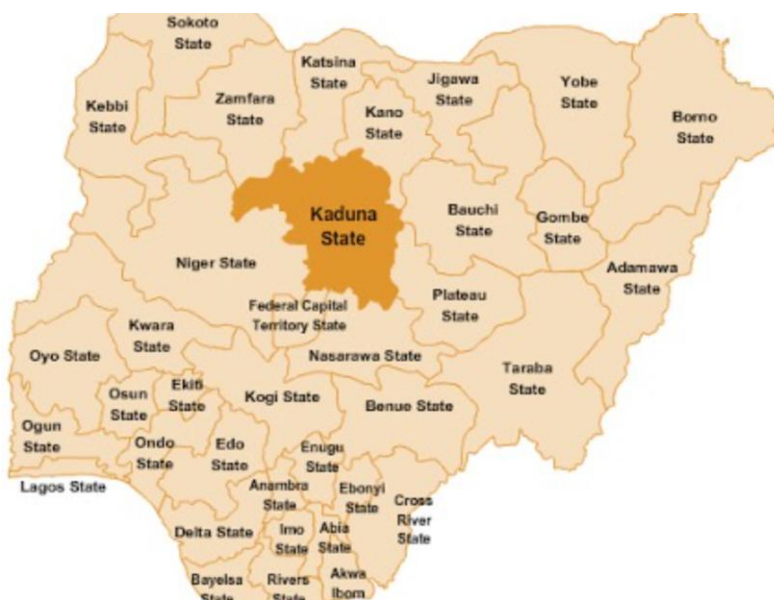 Sokoto
State
Katsina
State
Jigawa
State
Yobe
State
Kebbi
State
Zamfara
State
Kano
State
Borno
State
Kaduna
State
Bauchi
State
Gombe
State
Niger State
Adamawa
State
Plateau
State
Federal Capital
Territory State
Kwara
State
Oyo State
Nasarawa State
Taraba
State
Osun
State
Ekiti
State
Kogi State
Benue State
Ogun
State
Ondo
State
Edo
State
Enugu
State
Lagos State
Anambra
State
Ebonyi
State
Cross
River
State
Delta State
Imo
State
Abia
State
Bayelsa
State
Rivers
State
Akwa
Ibom